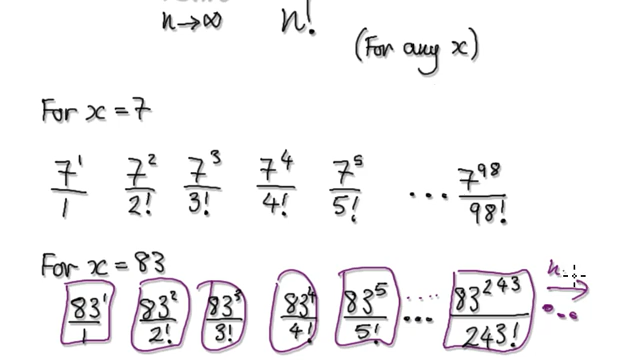 n→∞ n!
(For any x)
For x = 7
7¹/1 7²/2! 7³/3! 7⁴/4! 7⁵/5! ... 7⁹⁸/98!
For x = 83
n
83¹/1 83²/2! 83³/3! 83⁴/4! 83⁵/5! ... 83²⁴³/243! ...